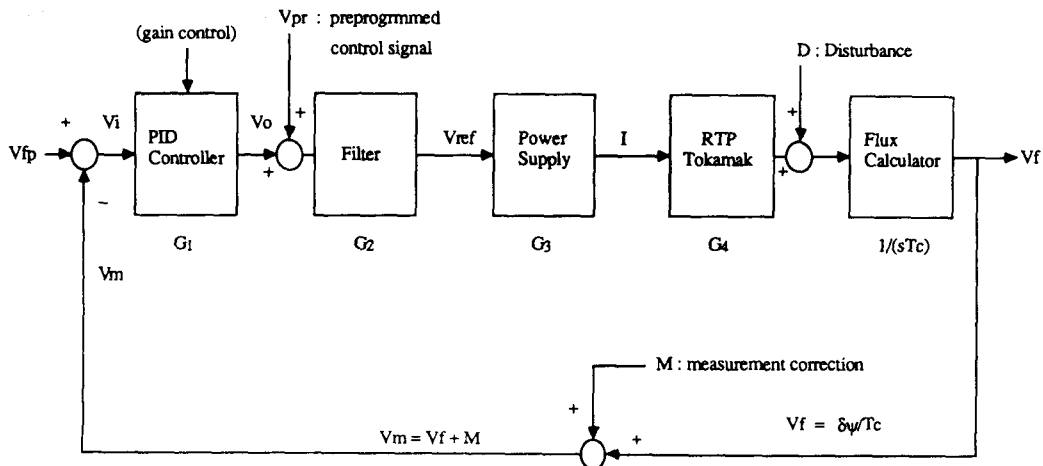 Vpr : preprogrmmed
control signal
(gain control)
D : Disturbance
+
Vi
PID
Controller
Vo
+
+
Filter
Vref
Power
Supply
I
RTP
Tokamak
+
+
Flux
Calculator
Vf
Vfp
−
G1
G2
G3
G4
1/(sTc)
Vm
M : measurement correction
+
+
Vm = Vf + M
Vf = δψ/Tc